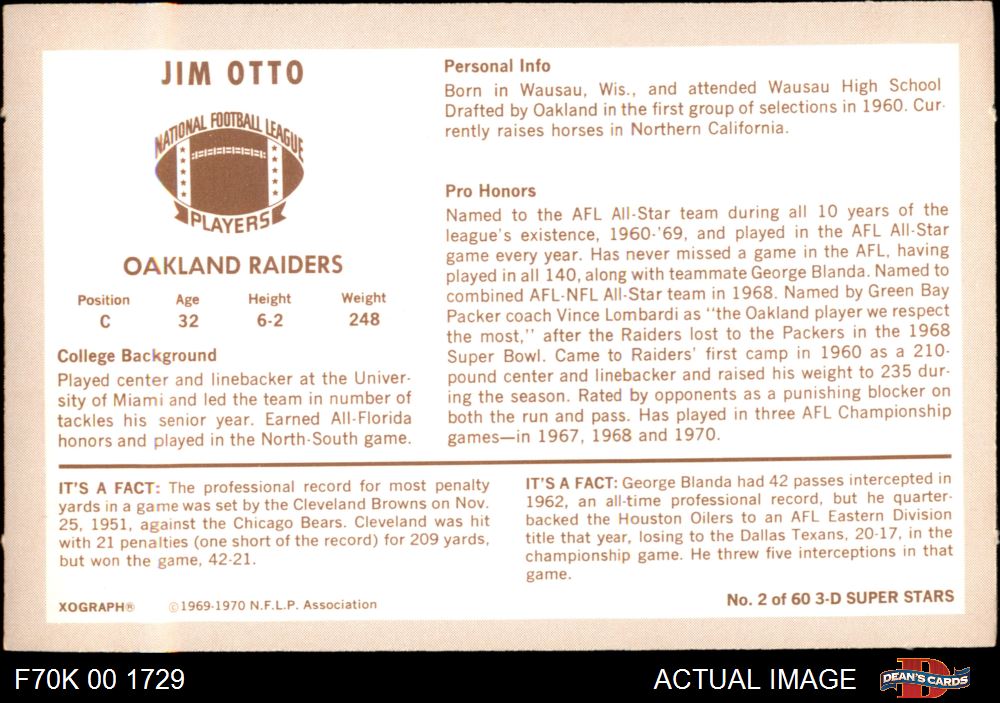 JIM OTTO
NATIONAL FOOTBALL LEAGUE
PLAYERS
OAKLAND RAIDERS
Position Age Height Weight
C 32 6-2 248
College Background
Played center and linebacker at the Univer-
sity of Miami and led the team in number of
tackles his senior year. Earned All-Florida
honors and played in the North-South game.
Personal Info
Born in Wausau, Wis., and attended Wausau High School
Drafted by Oakland in the first group of selections in 1960. Cur-
rently raises horses in Northern California.
Pro Honors
Named to the AFL All-Star team during all 10 years of the
league's existence, 1960-'69, and played in the AFL All-Star
game every year. Has never missed a game in the AFL, having
played in all 140, along with teammate George Blanda. Named to
combined AFL-NFL All-Star team in 1968. Named by Green Bay
Packer coach Vince Lombardi as "the Oakland player we respect
the most," after the Raiders lost to the Packers in the 1968
Super Bowl. Came to Raiders' first camp in 1960 as a 210-
pound center and linebacker and raised his weight to 235 dur-
ing the season. Rated by opponents as a punishing blocker on
both the run and pass. Has played in three AFL Championship
games—in 1967, 1968 and 1970.
IT'S A FACT: The professional record for most penalty
yards in a game was set by the Cleveland Browns on Nov.
25, 1951, against the Chicago Bears. Cleveland was hit
with 21 penalties (one short of the record) for 209 yards,
but won the game, 42-21.
IT'S A FACT: George Blanda had 42 passes intercepted in
1962, an all-time professional record, but he quarter-
backed the Houston Oilers to an AFL Eastern Division
title that year, losing to the Dallas Texans, 20-17, in the
championship game. He threw five interceptions in that
game.
XOGRAPH® ©1969-1970 N.F.L.P. Association
No. 2 of 60 3-D SUPER STARS
F70K 00 1729
ACTUAL IMAGE
DEAN'S CARDS